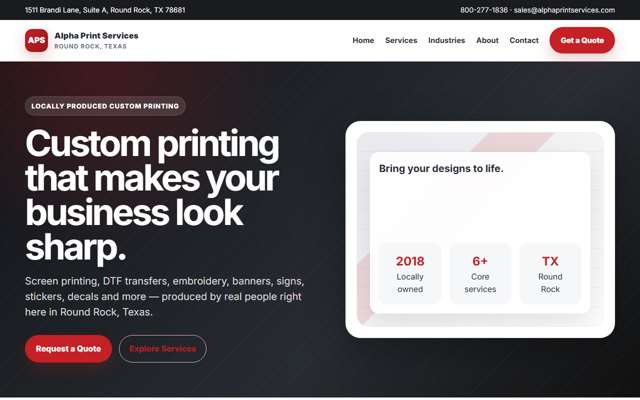 1511 Brandi Lane, Suite A, Round Rock, TX 78681
800-277-1836 · sales@alphaprintservices.com
APS
Alpha Print Services
ROUND ROCK, TEXAS
Home Services Industries About Contact Get a Quote
LOCALLY PRODUCED CUSTOM PRINTING
Custom printing
that makes your
business look
sharp.
Screen printing, DTF transfers, embroidery, banners, signs,
stickers, decals and more — produced by real people right
here in Round Rock, Texas.
Request a Quote Explore Services
Bring your designs to life.
2018
Locally
owned
6+
Core
services
TX
Round
Rock